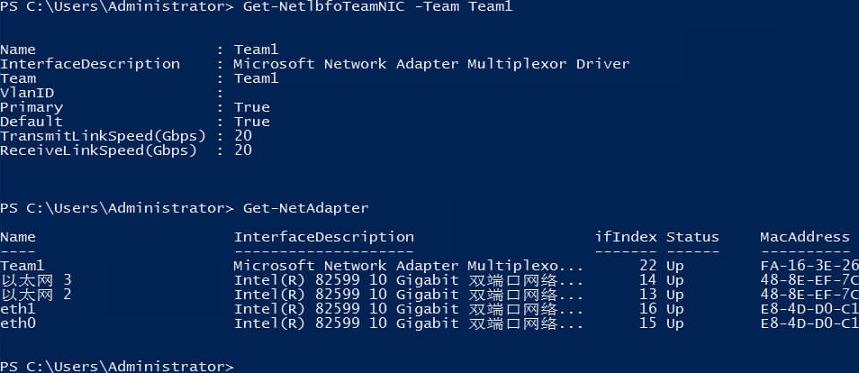 PS C:\Users\Administrator> Get-NetlbfoTeamNIC -Team Team1
Name : Team1
InterfaceDescription : Microsoft Network Adapter Multiplexor Driver
Team : Team1
VlanID :
Primary : True
Default : True
TransmitLinkSpeed(Gbps) : 20
ReceiveLinkSpeed(Gbps) : 20
PS C:\Users\Administrator> Get-NetAdapter
Name InterfaceDescription ifIndex Status MacAddress
---- -------------------- ------- ------ ----------
Team1 Microsoft Network Adapter Multiplexo... 22 Up FA-16-3E-26
以太网 3 Intel(R) 82599 10 Gigabit 双端口网络... 14 Up 48-8E-EF-7C
以太网 2 Intel(R) 82599 10 Gigabit 双端口网络... 13 Up 48-8E-EF-7C
eth1 Intel(R) 82599 10 Gigabit 双端口网络... 16 Up E8-4D-D0-C1
eth0 Intel(R) 82599 10 Gigabit 双端口网络... 15 Up E8-4D-D0-C1
PS C:\Users\Administrator>